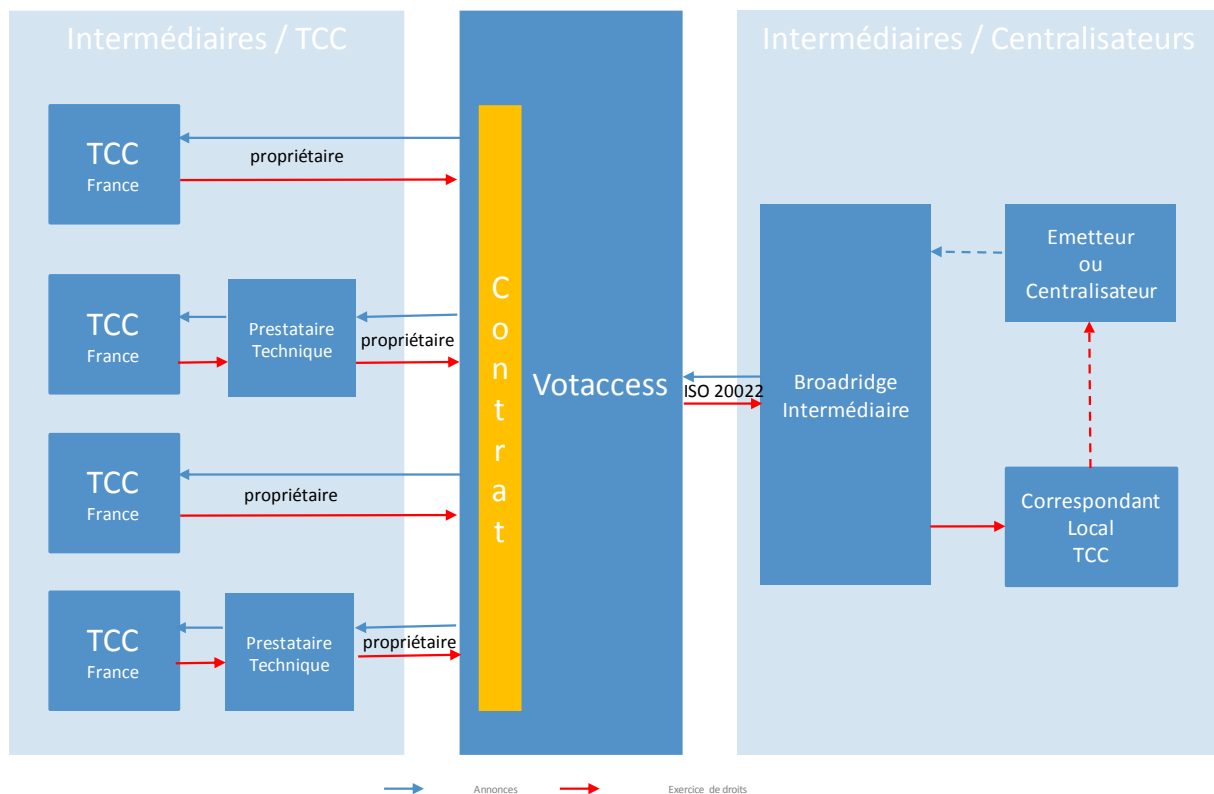 Intermédiaires / TCC
Intermédiaires / Centralisateurs
TCC
France
propriétaire
TCC
France
Prestataire
Technique
propriétaire
TCC
France
propriétaire
TCC
France
Prestataire
Technique
propriétaire
C
o
n
t
r
a
t
Votaccess
ISO 20022
Broadridge
Intermédiaire
Emetteur
ou
Centralisateur
Correspondant
Local
TCC
Annonces
Exercice de droits